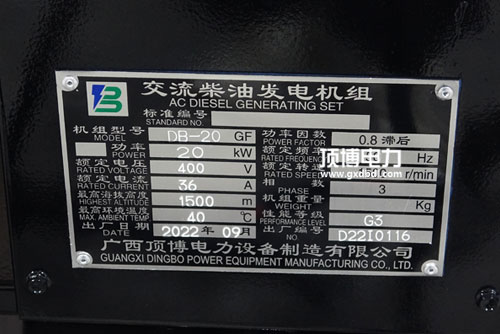 交流柴油发电机组
AC DIESEL GENERATING SET
标准编号
STANDARD NO.
机组型号 DB-20 GF
MODEL
功率 20 kW
POWER
额定电压 400 V
RATED VOLTAGE
额定电流 36 A
RATED CURRENT
最高海拔高度 1500 m
HIGHEST ALTITUDE
最高环境温度 40 ℃
MAX. AMBIENT TEMP
出厂日期 2022年 09月
DATE
功率因数 0.8 滞后
POWER FACTOR
额定频率 Hz
RATED FREQUENCY
额定转速 r/min
RATED SPEED
相数 3
PHASE
机组重量 Kg
WEIGHT
性能等级 G3
PERFORMANCE LEVEL
出厂编号 D22I0116
顶博电力
www.gxdbdl.com
广西顶博电力设备制造有限公司
GUANGXI DINGBO POWER EQUIPMENT MANUFACTURING CO., LTD.